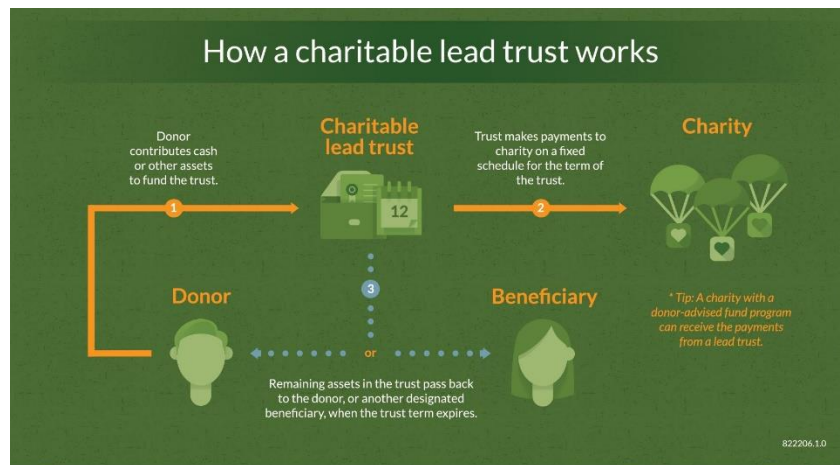 How a charitable lead trust works
Donor
contributes cash
or other assets
to fund the trust.
1
Charitable
lead trust
12
Trust makes payments to
charity on a fixed
schedule for the term of
the trust.
2
Charity
* Tip: A charity with a
donor-advised fund program
can receive the payments
from a lead trust.
3
Donor
Beneficiary
or
Remaining assets in the trust pass back
to the donor, or another designated
beneficiary, when the trust term expires.
822206.1.0